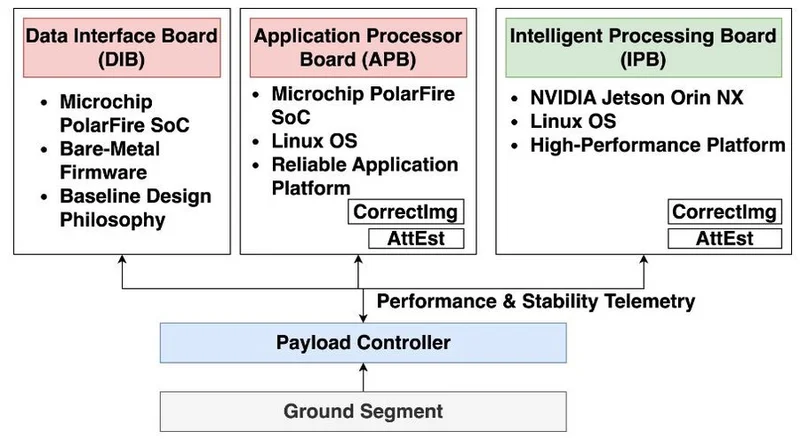 Data Interface Board
(DIB)
• Microchip
PolarFire SoC
• Bare-Metal
Firmware
• Baseline Design
Philosophy
Application Processor
Board (APB)
• Microchip PolarFire
SoC
• Linux OS
• Reliable Application
Platform
CorrectImg
AttEst
Intelligent Processing Board
(IPB)
• NVIDIA Jetson Orin NX
• Linux OS
• High-Performance Platform
CorrectImg
AttEst
Performance & Stability Telemetry
Payload Controller
Ground Segment